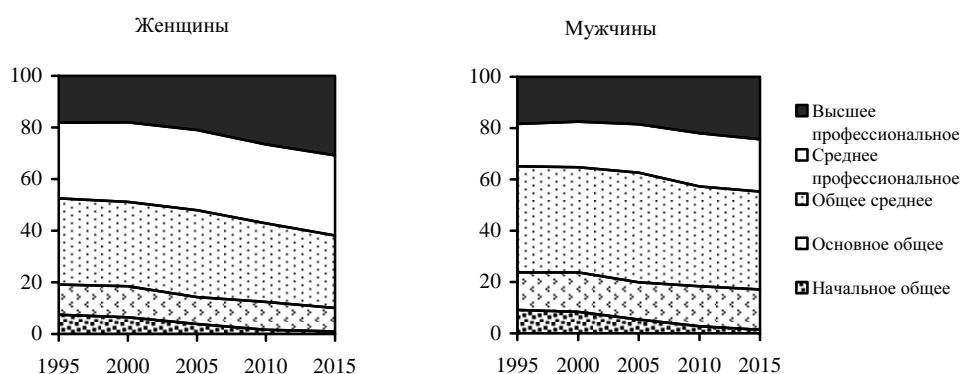 Женщины
Мужчины
100
80
60
40
20
0
1995 2000 2005 2010 2015
100
80
60
40
20
0
1995 2000 2005 2010 2015
Высшее
профессиональное
Среднее
профессиональное
Общее среднее
Основное общее
Начальное общее